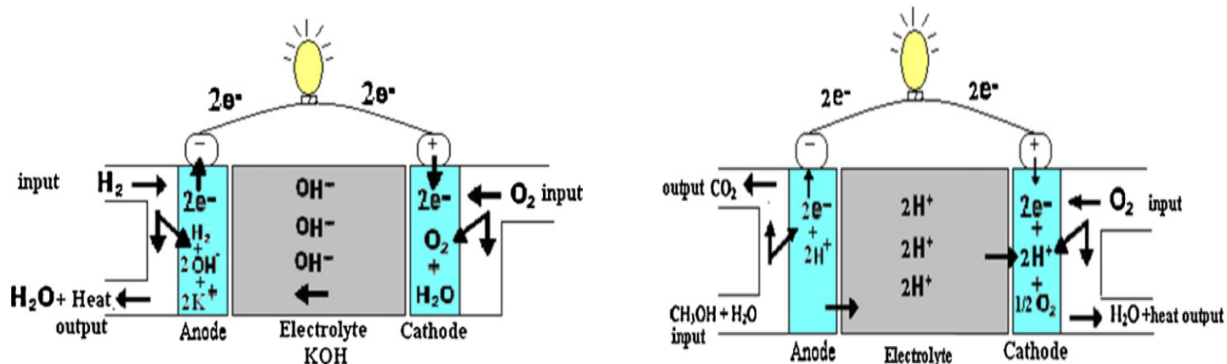 2e-
2e-
−
+
input
H2
2e-
H2
+
2 OH-
+
2K+
OH−
OH−
OH−
2e-
O2
+
H2O
O2 input
H2O + Heat
output
Anode
Electrolyte
KOH
Cathode
2e-
2e-
−
+
output CO2
2e-
+
2H+
CH3OH + H2O
input
2H+
2H+
2H+
2e-
+
2H+
+
1/2 O2
O2 input
H2O +heat output
Anode
Electrolyte
Cathode